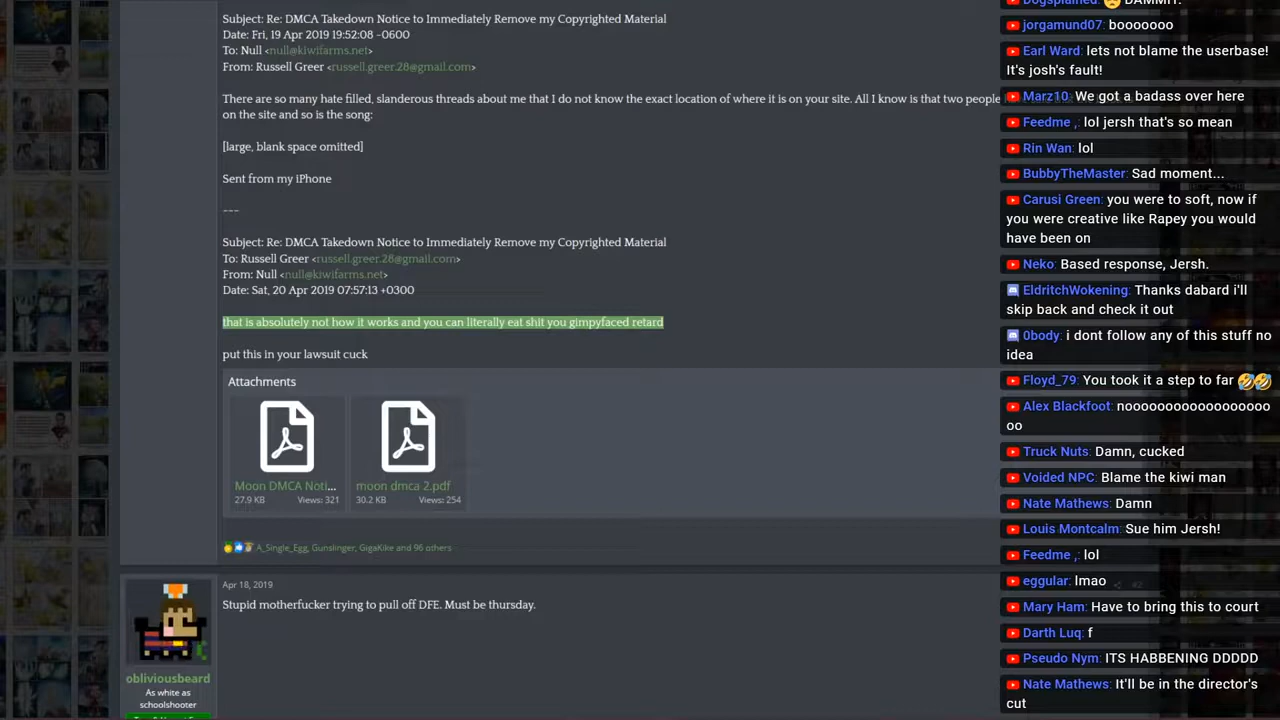 Subject: Re: DMCA Takedown Notice to Immediately Remove my Copyrighted Material
Date: Fri, 19 Apr 2019 19:52:08 -0600
To: Null <null@kiwifarms.net>
From: Russell Greer <russell.greer.28@gmail.com>
There are so many hate filled, slanderous threads about me that I do not know the exact location of where it is on your site. All I know is that two people
on the site and so is the song:
[large, blank space omitted]
Sent from my iPhone
---
Subject: Re: DMCA Takedown Notice to Immediately Remove my Copyrighted Material
To: Russell Greer <russell.greer.28@gmail.com>
From: Null <null@kiwifarms.net>
Date: Sat, 20 Apr 2019 07:57:13 +0300
that is absolutely not how it works and you can literally eat shit you gimpyfaced retard
put this in your lawsuit cuck
Attachments
Moon DMCA Noti...
27.9 KB Views: 321
moon dmca 2.pdf
30.2 KB Views: 254
A_Single_Egg, Gunslinger, GigaKike and 96 others
Apr 18, 2019
#2
Stupid motherfucker trying to pull off DFE. Must be thursday.
obliviousbeard
As white as
schoolshooter
DAMMIT.
jorgamund07: booooooo
Earl Ward: lets not blame the userbase!
It's josh's fault!
Marz10: We got a badass over here
Feedme ,: lol jersh that's so mean
Rin Wan: lol
BubbyTheMaster: Sad moment...
Carusi Green: you were to soft, now if
you were creative like Rapey you would
have been on
Neko: Based response, Jersh.
EldritchWokening: Thanks dabard i'll
skip back and check it out
0body: i dont follow any of this stuff no
idea
Floyd_79: You took it a step to far 🤣🤣
Alex Blackfoot: noooooooooooooooooo
oo
Truck Nuts: Damn, cucked
Voided NPC: Blame the kiwi man
Nate Mathews: Damn
Louis Montcalm: Sue him Jersh!
Feedme ,: lol
eggular: lmao
Mary Ham: Have to bring this to court
Darth Luq: f
Pseudo Nym: ITS HABBENING DDDDD
Nate Mathews: It'll be in the director's
cut